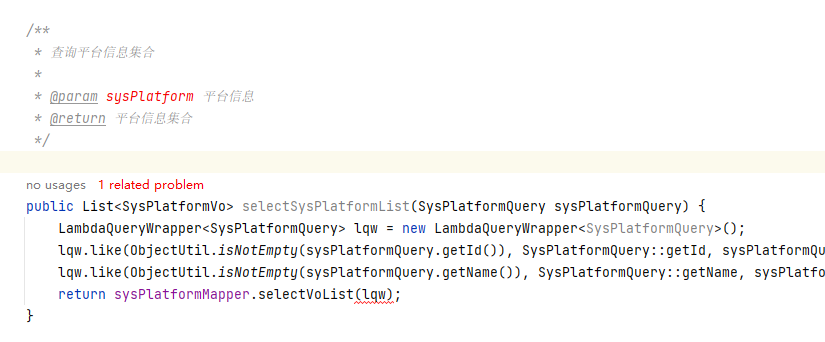 /**
 * 查询平台信息集合
 *
 * @param sysPlatform 平台信息
 * @return 平台信息集合
 */
no usages   1 related problem
public List<SysPlatformVo> selectSysPlatformList(SysPlatformQuery sysPlatformQuery) {
    LambdaQueryWrapper<SysPlatformQuery> lqw = new LambdaQueryWrapper<SysPlatformQuery>();
    lqw.like(ObjectUtil.isNotEmpty(sysPlatformQuery.getId()), SysPlatformQuery::getId, sysPlatformQu
    lqw.like(ObjectUtil.isNotEmpty(sysPlatformQuery.getName()), SysPlatformQuery::getName, sysPlatfo
    return sysPlatformMapper.selectVoList(lqw);
}